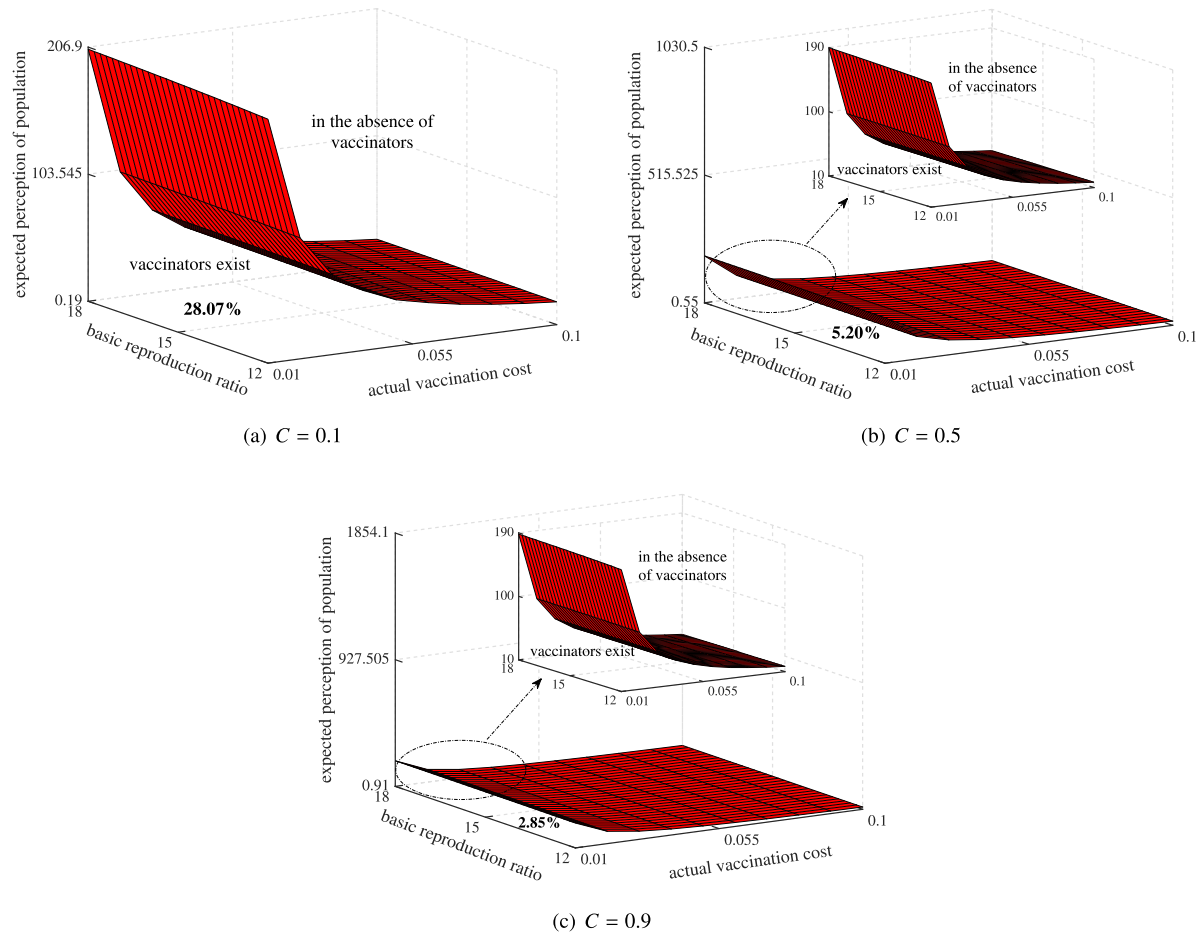 206.9
103.545
0.19
18
15
12
0.01
0.055
0.1
expected perception of population
basic reproduction ratio
actual vaccination cost
in the absence of
vaccinators
vaccinators exist
28.07%
(a) C = 0.1
1030.5
515.525
0.55
18
15
12
0.01
0.055
0.1
expected perception of population
basic reproduction ratio
actual vaccination cost
5.20%
190
100
10
18
15
12
0.01
0.055
0.1
in the absence
of vaccinators
vaccinators exist
(b) C = 0.5
1854.1
927.505
0.91
18
15
12
0.01
0.055
0.1
expected perception of population
basic reproduction ratio
actual vaccination cost
2.85%
190
100
10
18
15
12
0.01
0.055
0.1
in the absence
of vaccinators
vaccinators exist
(c) C = 0.9